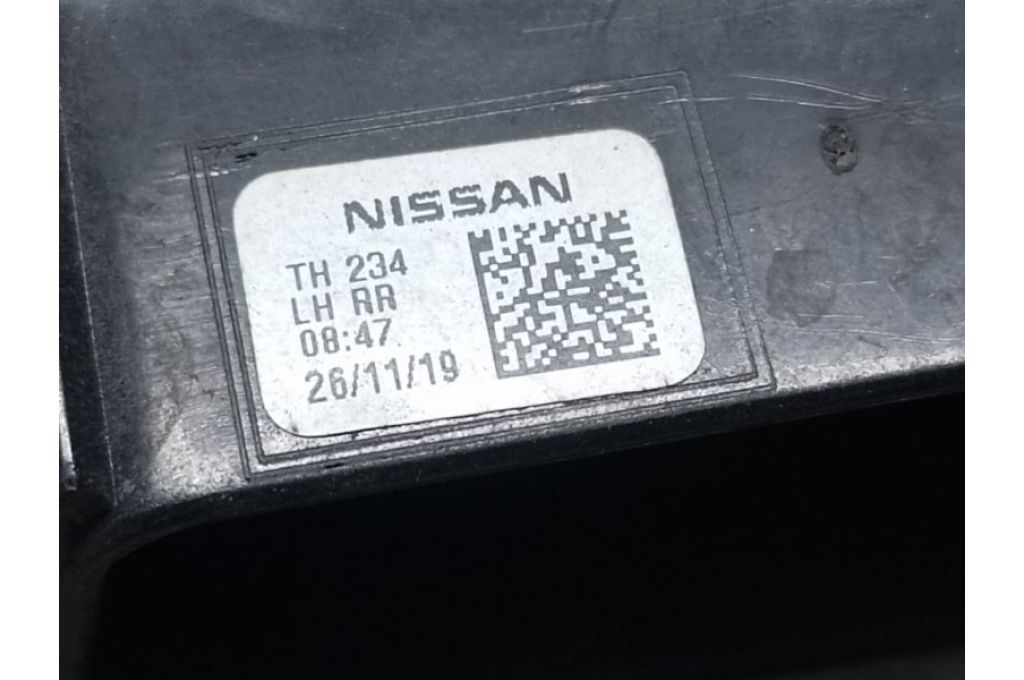 NISSAN
TH 234
LH RR
08:47
26/11/19